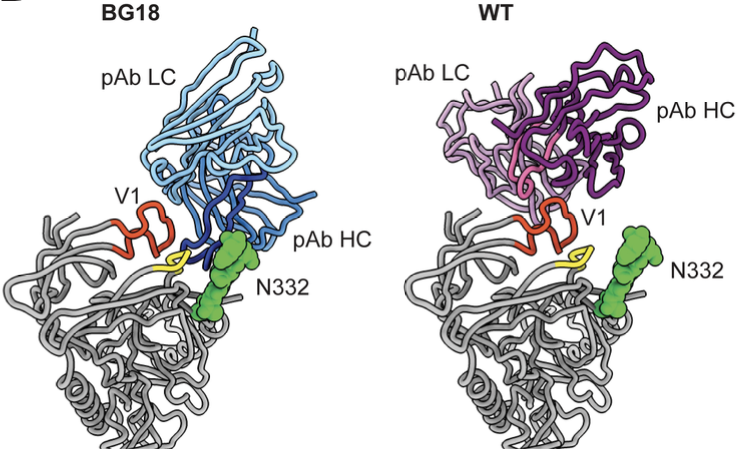 BG18
WT
pAb LC
pAb LC
pAb HC
V1
V1
pAb HC
N332
N332